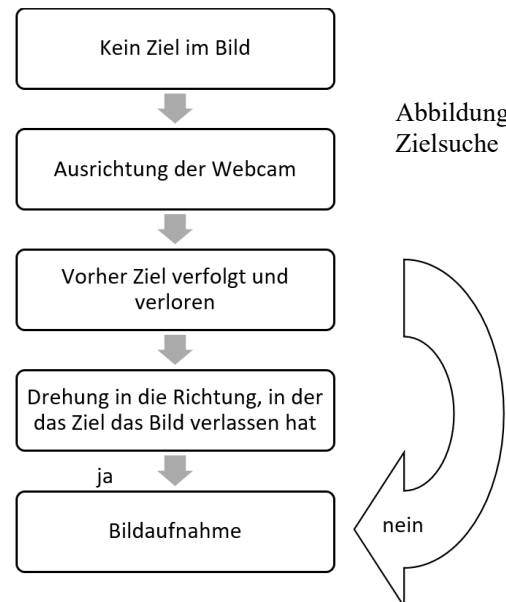 Kein Ziel im Bild
Abbildung
Zielsuche
Ausrichtung der Webcam
Vorher Ziel verfolgt und
verloren
Drehung in die Richtung, in der
das Ziel das Bild verlassen hat
ja
Bildaufnahme
nein